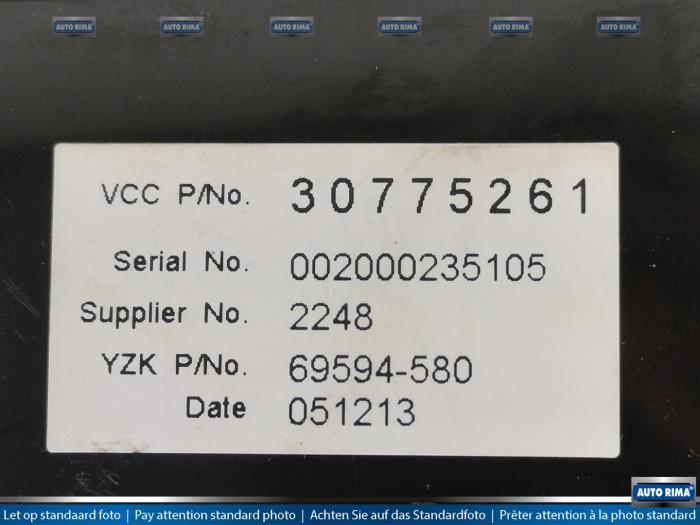 AUTO RIMA AUTO RIMA AUTO RIMA AUTO RIMA AUTO RIMA AUTO RIMA
VCC P/No. 30775261
Serial No. 002000235105
Supplier No. 2248
YZK P/No. 69594-580
Date 051213
AUTO RIMA
Let op standaard foto | Pay attention standard photo | Achten Sie auf das Standardfoto | Prêter attention à la photo standard